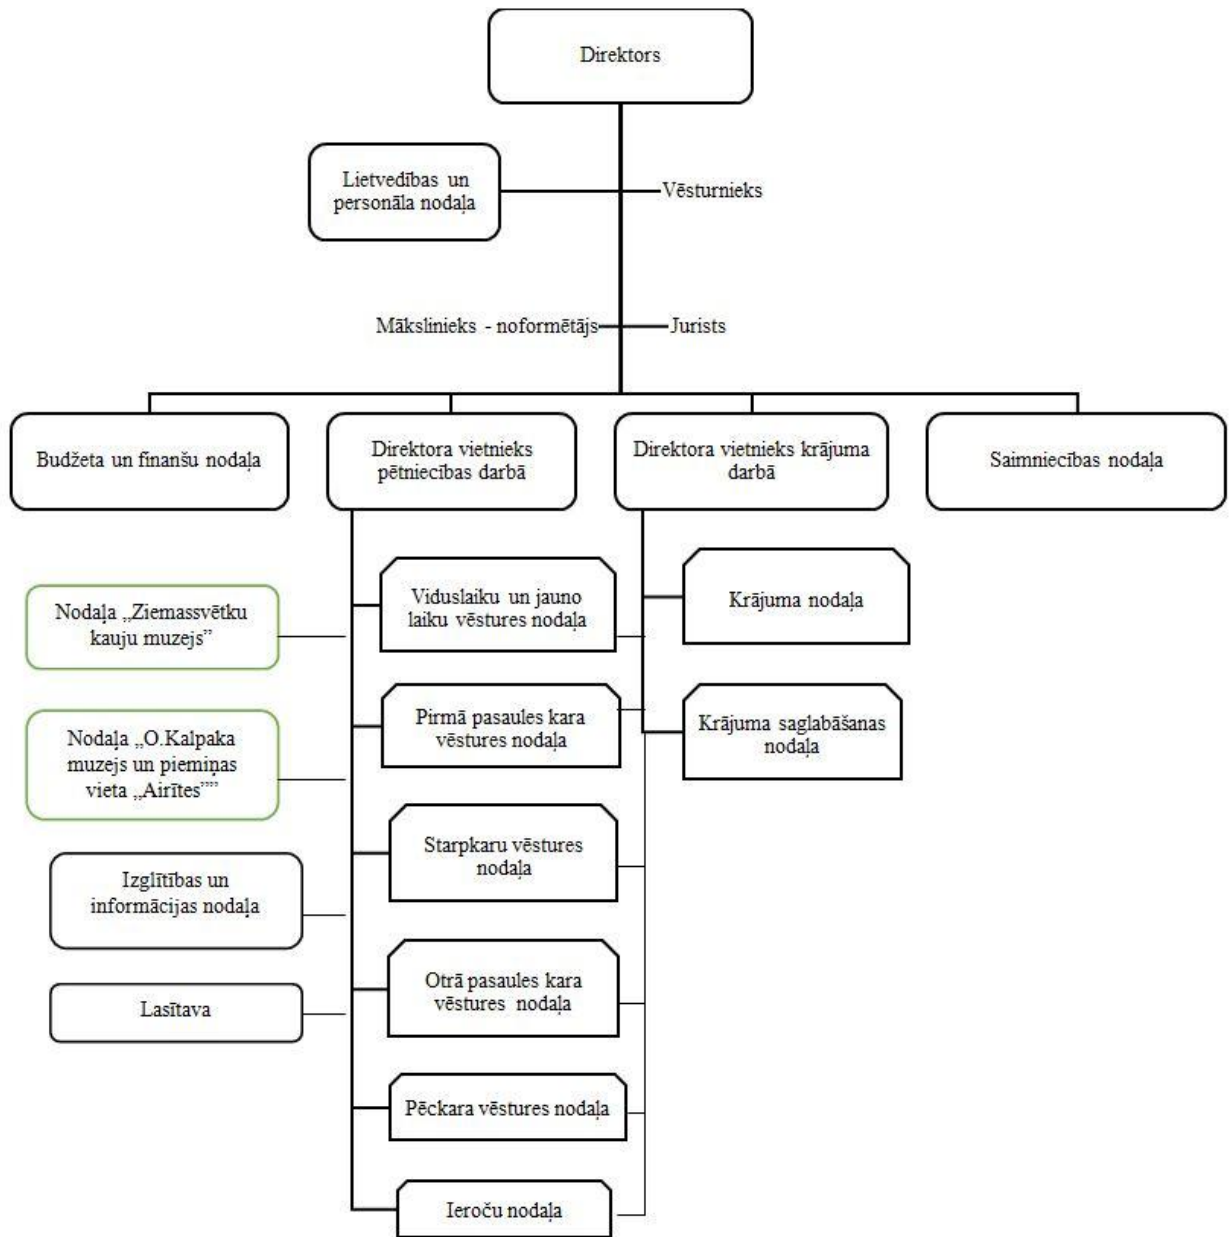 Direktors
Lietvedības un
personāla nodaļa
Vēsturnieks
Mākslinieks - noformētājs
Jurists
Budžeta un finanšu nodaļa
Direktora vietnieks
pētniecības darbā
Direktora vietnieks krājuma
darbā
Saimniecības nodaļa
Nodaļa „Ziemassvētku
kauju muzejs”
Nodaļa „O.Kalpaka
muzejs un piemiņas
vieta „Airītes””
Izglītības un
informācijas nodaļa
Lasītava
Viduslaiku un jauno
laiku vēstures nodaļa
Pirmā pasaules kara
vēstures nodaļa
Starpkaru vēstures
nodaļa
Otrā pasaules kara
vēstures nodaļa
Pēckara vēstures nodaļa
Ieroču nodaļa
Krājuma nodaļa
Krājuma saglabāšanas
nodaļa